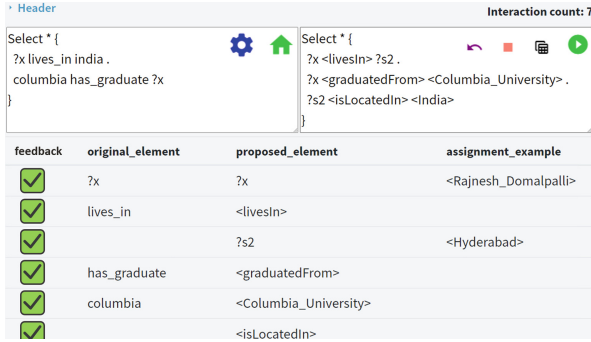 Header
Interaction count: 7
Select * {
?x lives_in india .
columbia has_graduate ?x
}
Select * {
?x <livesIn> ?s2 .
?x <graduatedFrom> <Columbia_University> .
?s2 <isLocatedIn> <India>
}
feedback original_element proposed_element assignment_example
?x ?x <Rajnesh_Domalpalli>
lives_in <livesIn>
?s2 <Hyderabad>
has_graduate <graduatedFrom>
columbia <Columbia_University>
<isLocatedIn>